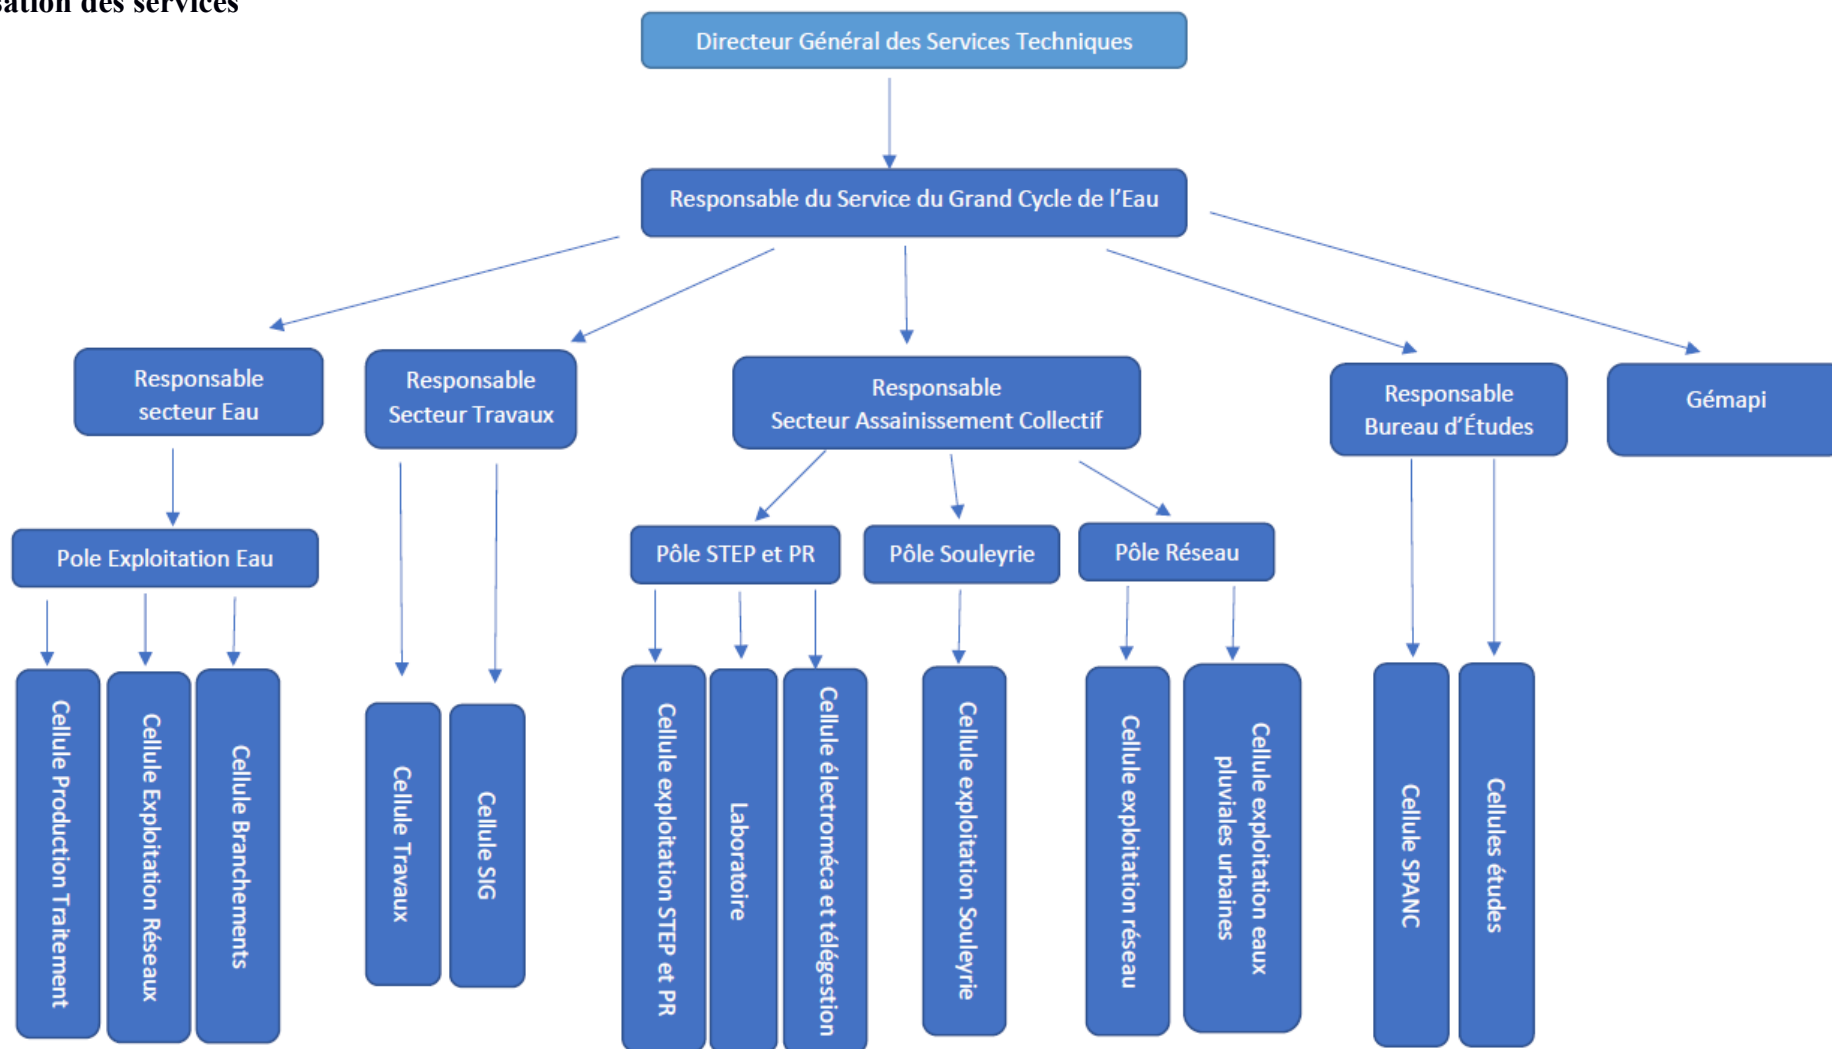 sation des services
Directeur Général des Services Techniques
Responsable du Service du Grand Cycle de l'Eau
Responsable
secteur Eau
Responsable
Secteur Travaux
Responsable
Secteur Assainissement Collectif
Responsable
Bureau d'Études
Gémapi
Pole Exploitation Eau
Pôle STEP et PR
Pôle Souleyrie
Pôle Réseau
Cellule Production Traitement
Cellule Exploitation Réseaux
Cellule Branchements
Cellule Travaux
Cellule SIG
Cellule exploitation STEP et PR
Laboratoire
Cellule électroméca et télégestion
Cellule exploitation Souleyrie
Cellule exploitation réseau
Cellule exploitation eaux
pluviales urbaines
Cellule SPANC
Cellules études